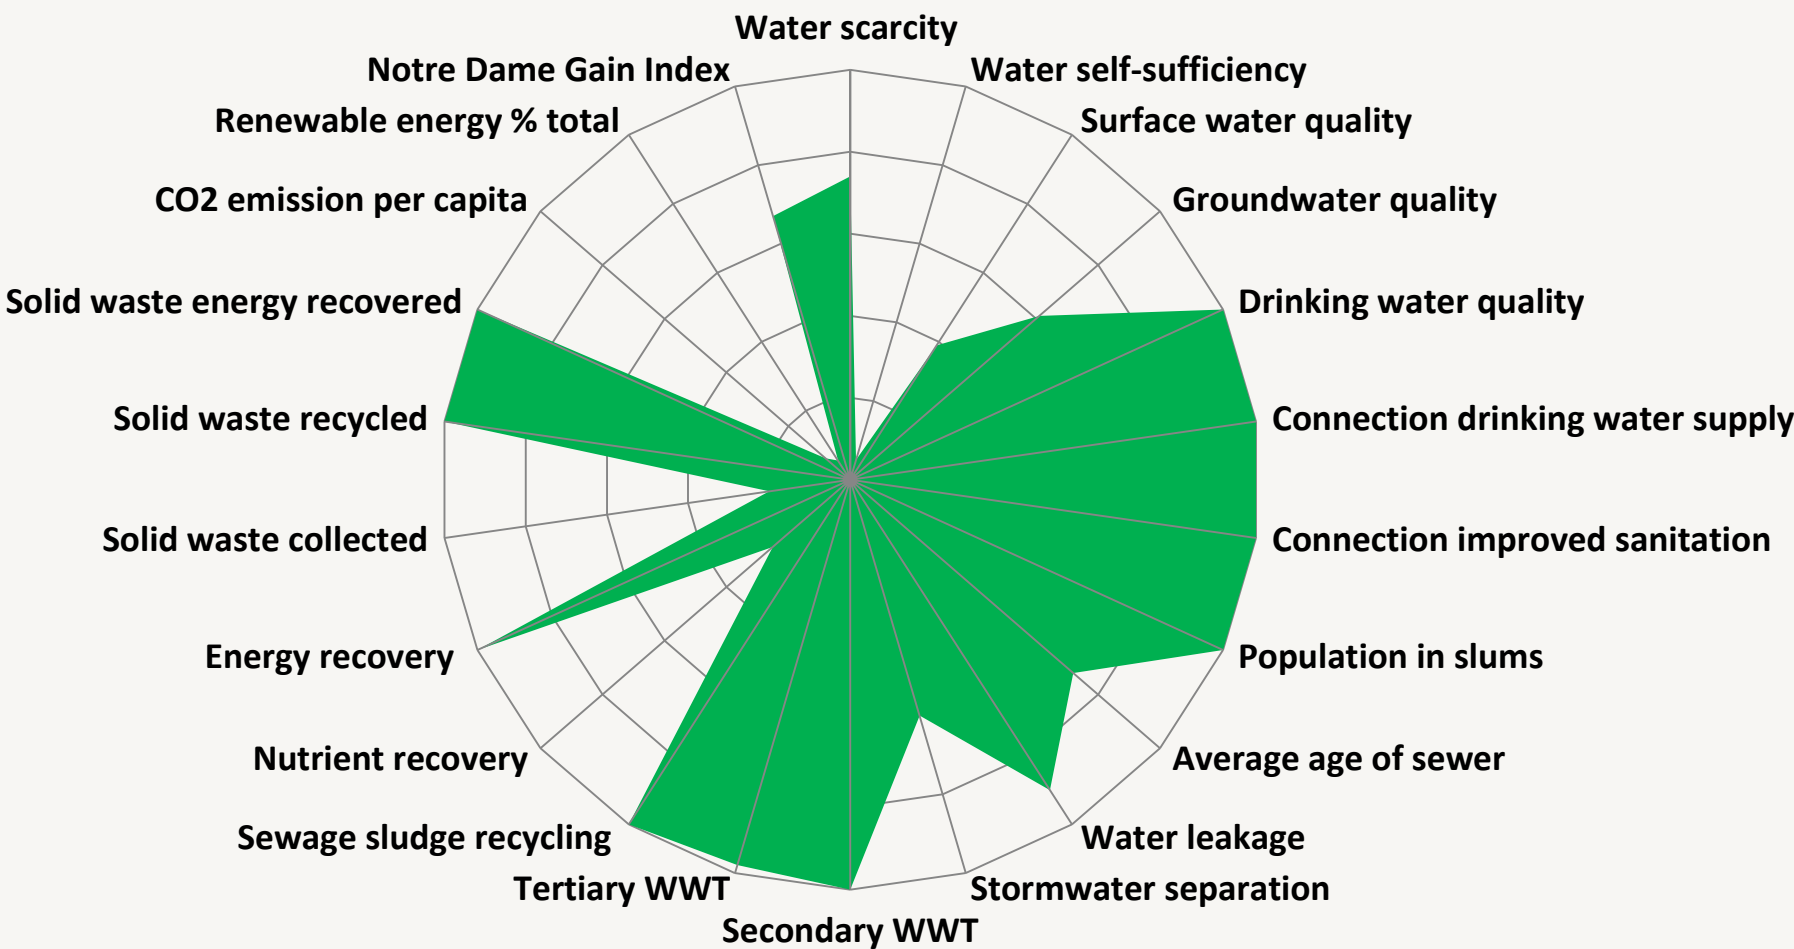 Water scarcity
Water self-sufficiency
Surface water quality
Groundwater quality
Drinking water quality
Connection drinking water supply
Connection improved sanitation
Population in slums
Average age of sewer
Water leakage
Stormwater separation
Secondary WWT
Tertiary WWT
Sewage sludge recycling
Nutrient recovery
Energy recovery
Solid waste collected
Solid waste recycled
Solid waste energy recovered
CO2 emission per capita
Renewable energy % total
Notre Dame Gain Index